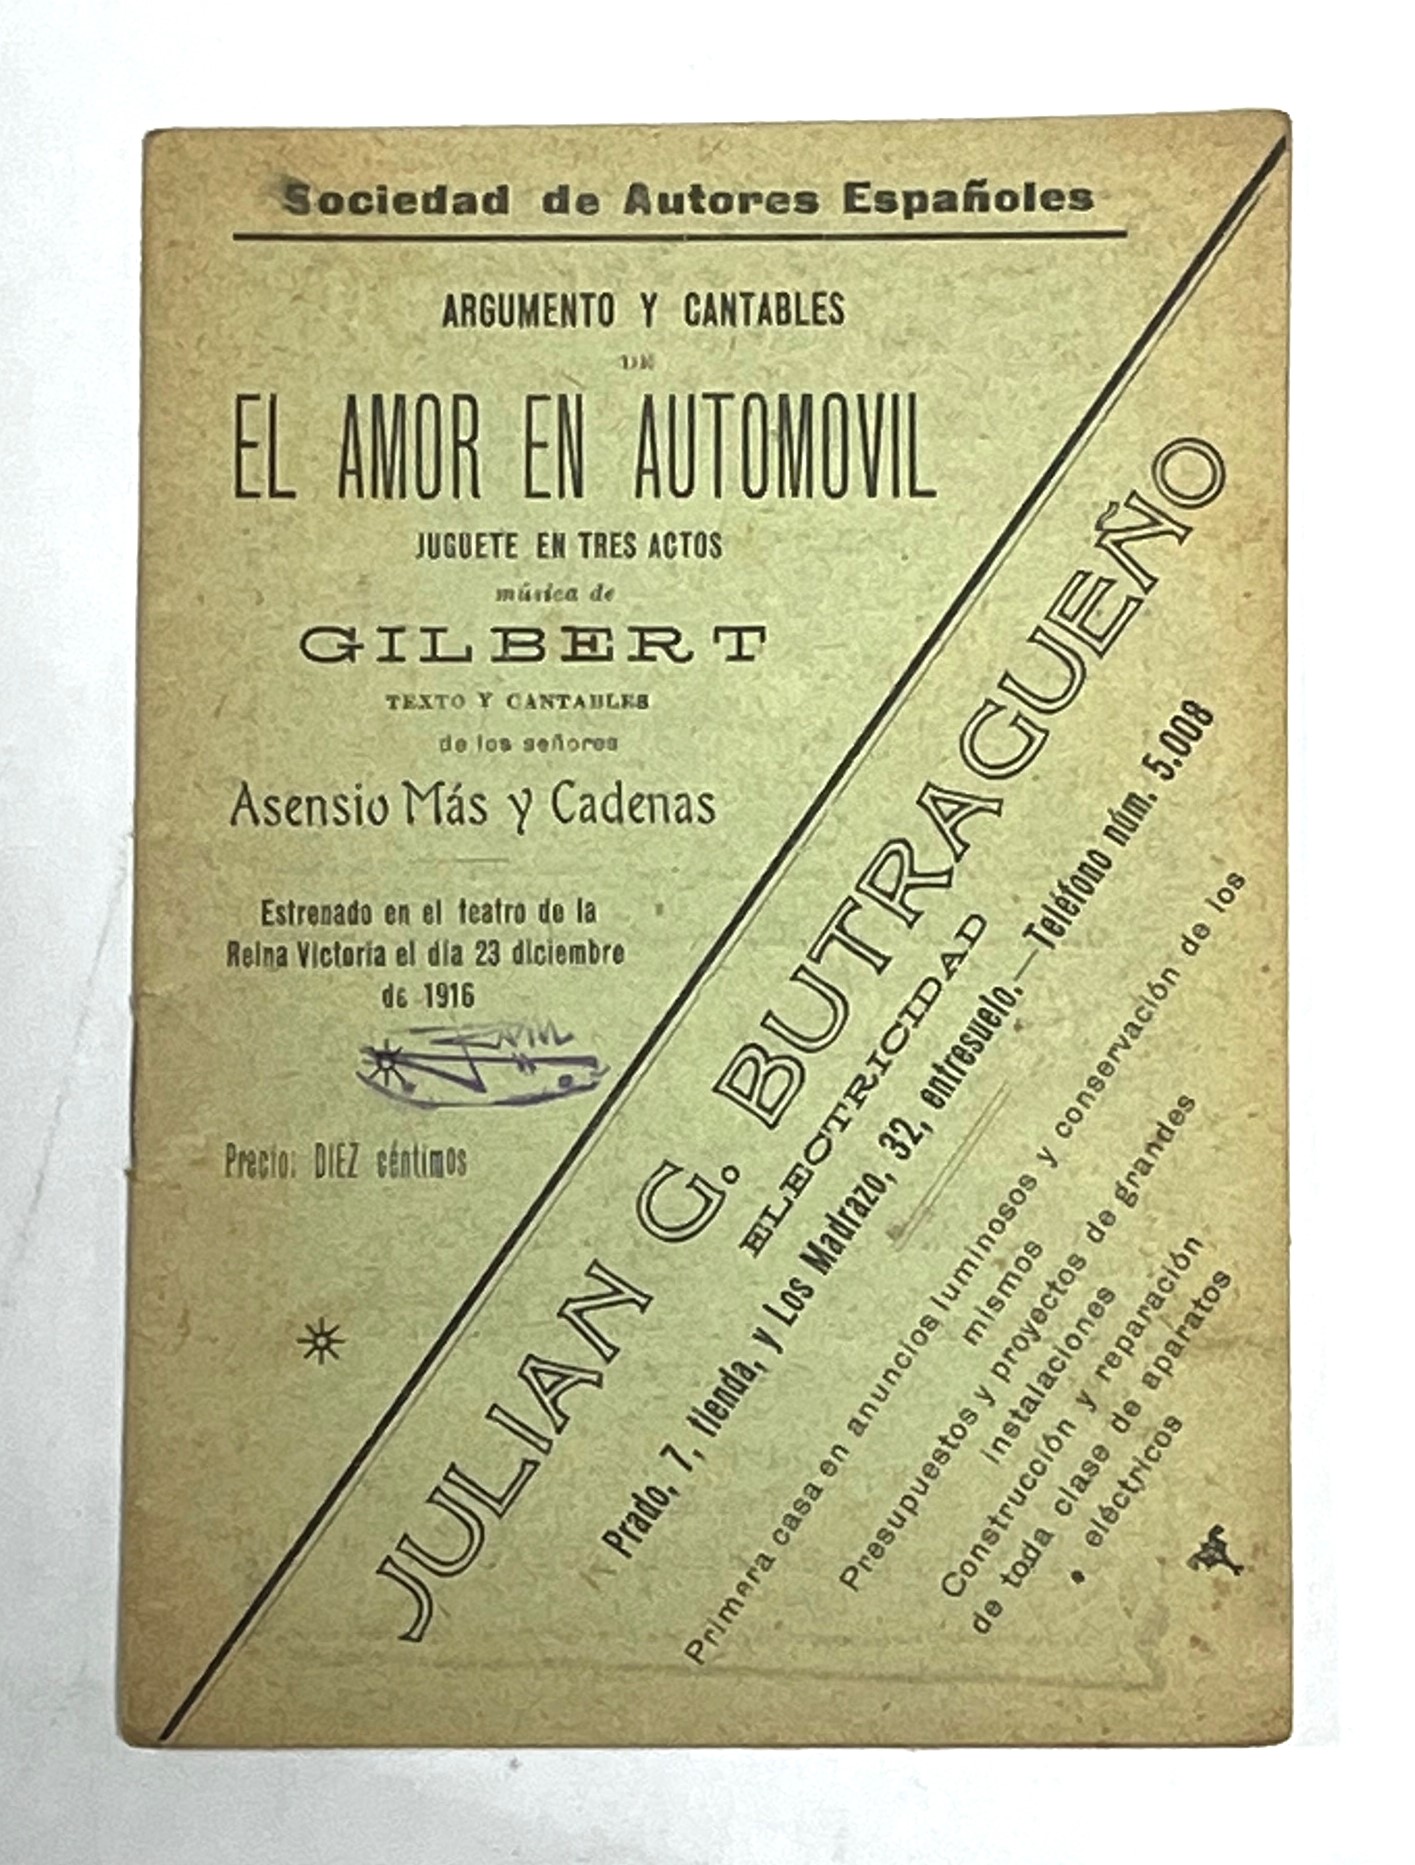 Sociedad de Autores Españoles
ARGUMENTO Y CANTABLES
DE
EL AMOR EN AUTOMOVIL
JUGUETE EN TRES ACTOS
música de
GILBERT
TEXTO Y CANTABLES
de los señores
Asensio Más y Cadenas
Estrenado en el teatro de la
Reina Victoria el día 23 diciembre
de 1916
Precio: DIEZ céntimos
JULIAN G. BUTRAGUEÑO
ELECTRICIDAD
Prado, 7, tienda, y Los Madrazo, 32, entresuelo.—Teléfono núm. 5.008
Primera casa en anuncios luminosos y conservación de los
mismos
Presupuestos y proyectos de grandes
instalaciones
Construcción y reparación
de toda clase de aparatos
eléctricos